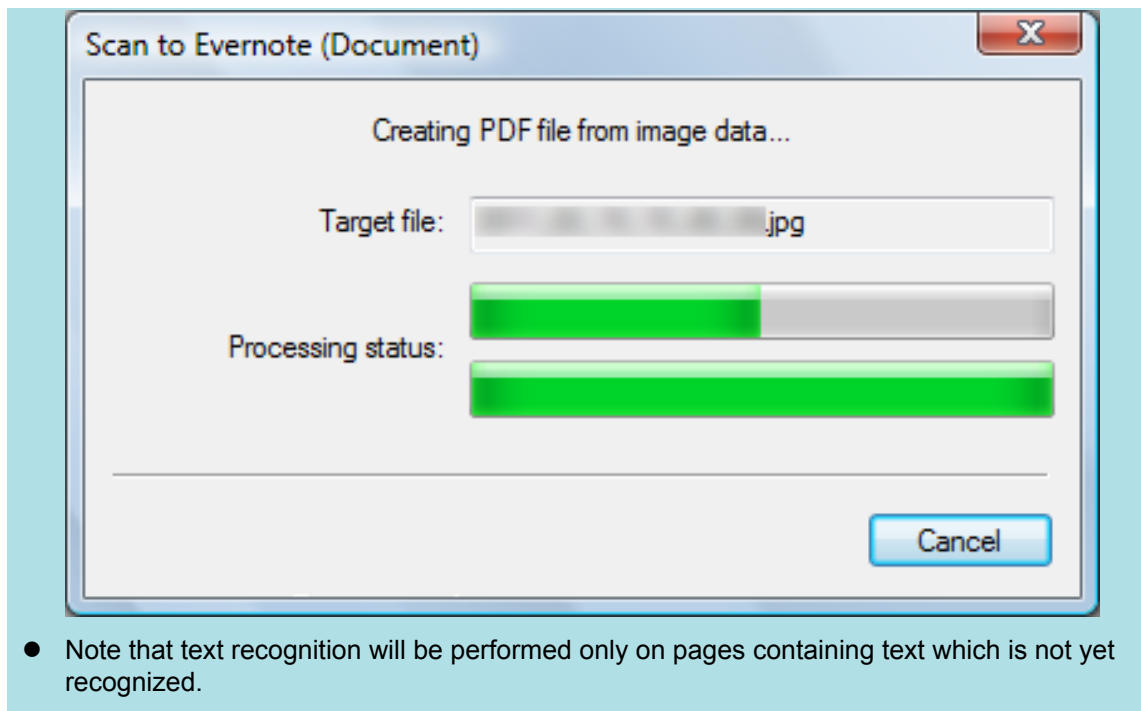 Scan to Evernote (Document)
Creating PDF file from image data...
Target file: .jpg
Processing status:
Cancel
● Note that text recognition will be performed only on pages containing text which is not yet
recognized.